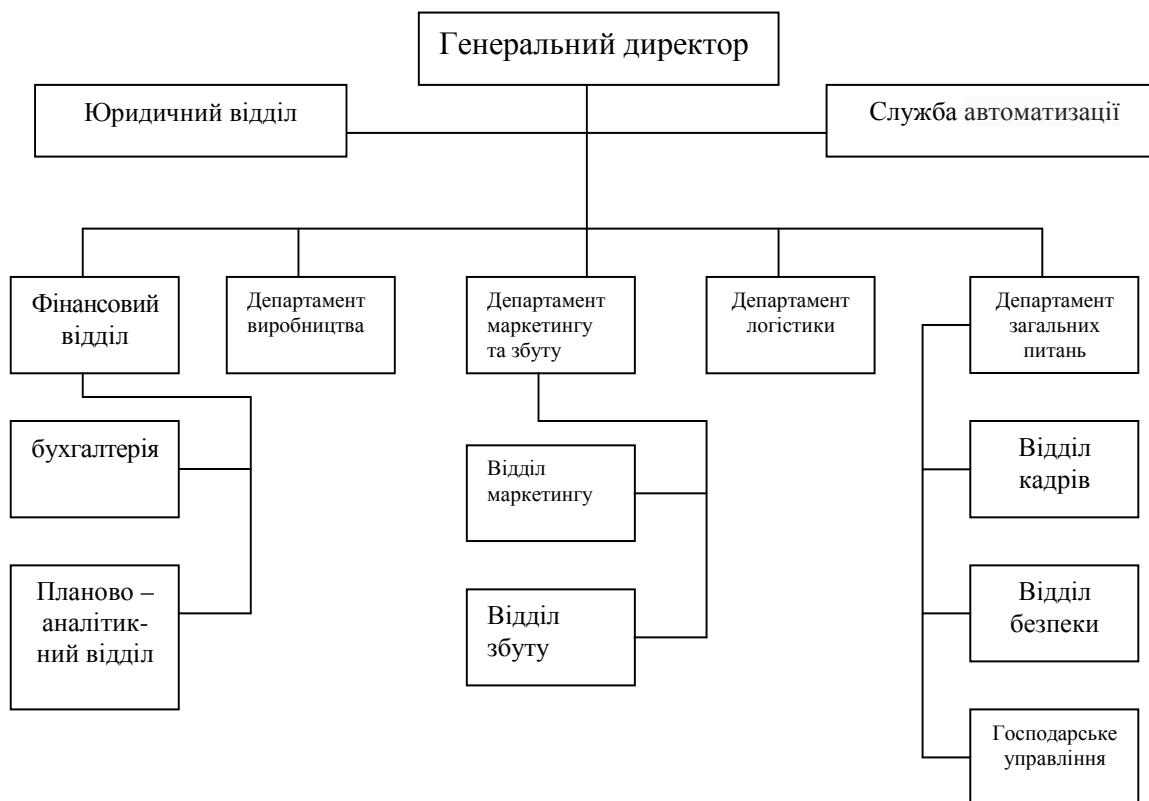 Генеральний директор
Юридичний відділ
Служба автоматизації
Фінансовий
відділ
Департамент
виробництва
Департамент
маркетингу
та збуту
Департамент
логістики
Департамент
загальних
питань
бухгалтерія
Відділ
маркетингу
Відділ
кадрів
Планово –
аналітик-
ний відділ
Відділ
збуту
Відділ
безпеки
Господарське
управління